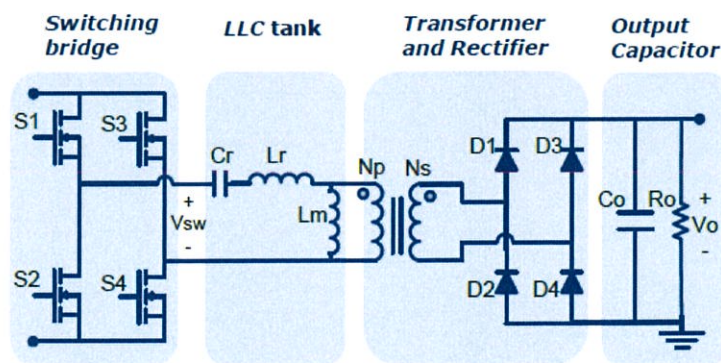 Switching bridge
LLC tank
Transformer and Rectifier
Output Capacitor
S1
S3
Cr
Lr
Np
Ns
D1
D3
+
Vsw
-
Lm
Co
Ro
+
Vo
-
S2
S4
D2
D4